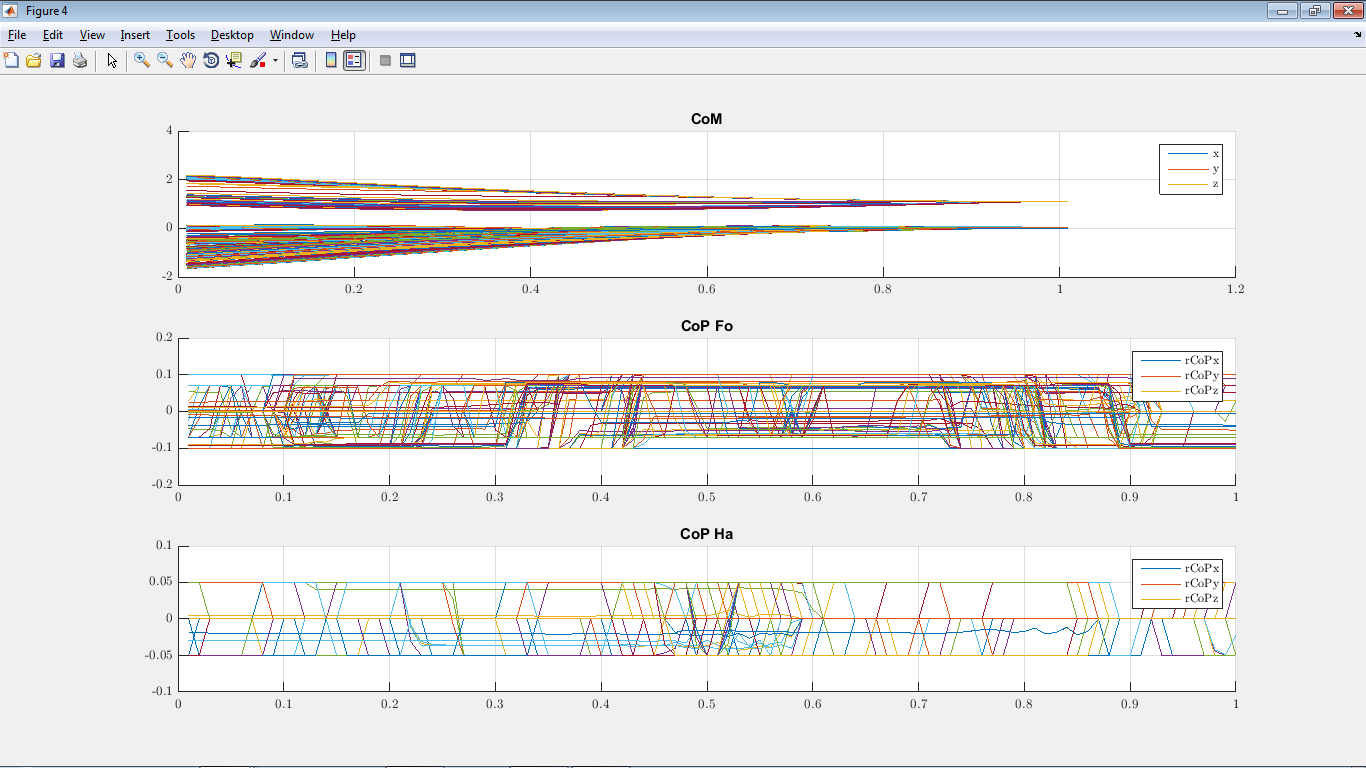 Figure 4
File Edit View Insert Tools Desktop Window Help
CoM
4
2
0
-2
x
y
z
0 0.2 0.4 0.6 0.8 1 1.2
CoP Fo
0.2
0.1
0
-0.1
-0.2
rCoPx
rCoPy
rCoPz
0 0.1 0.2 0.3 0.4 0.5 0.6 0.7 0.8 0.9 1
CoP Ha
0.1
0.05
0
-0.05
-0.1
rCoPx
rCoPy
rCoPz
0 0.1 0.2 0.3 0.4 0.5 0.6 0.7 0.8 0.9 1